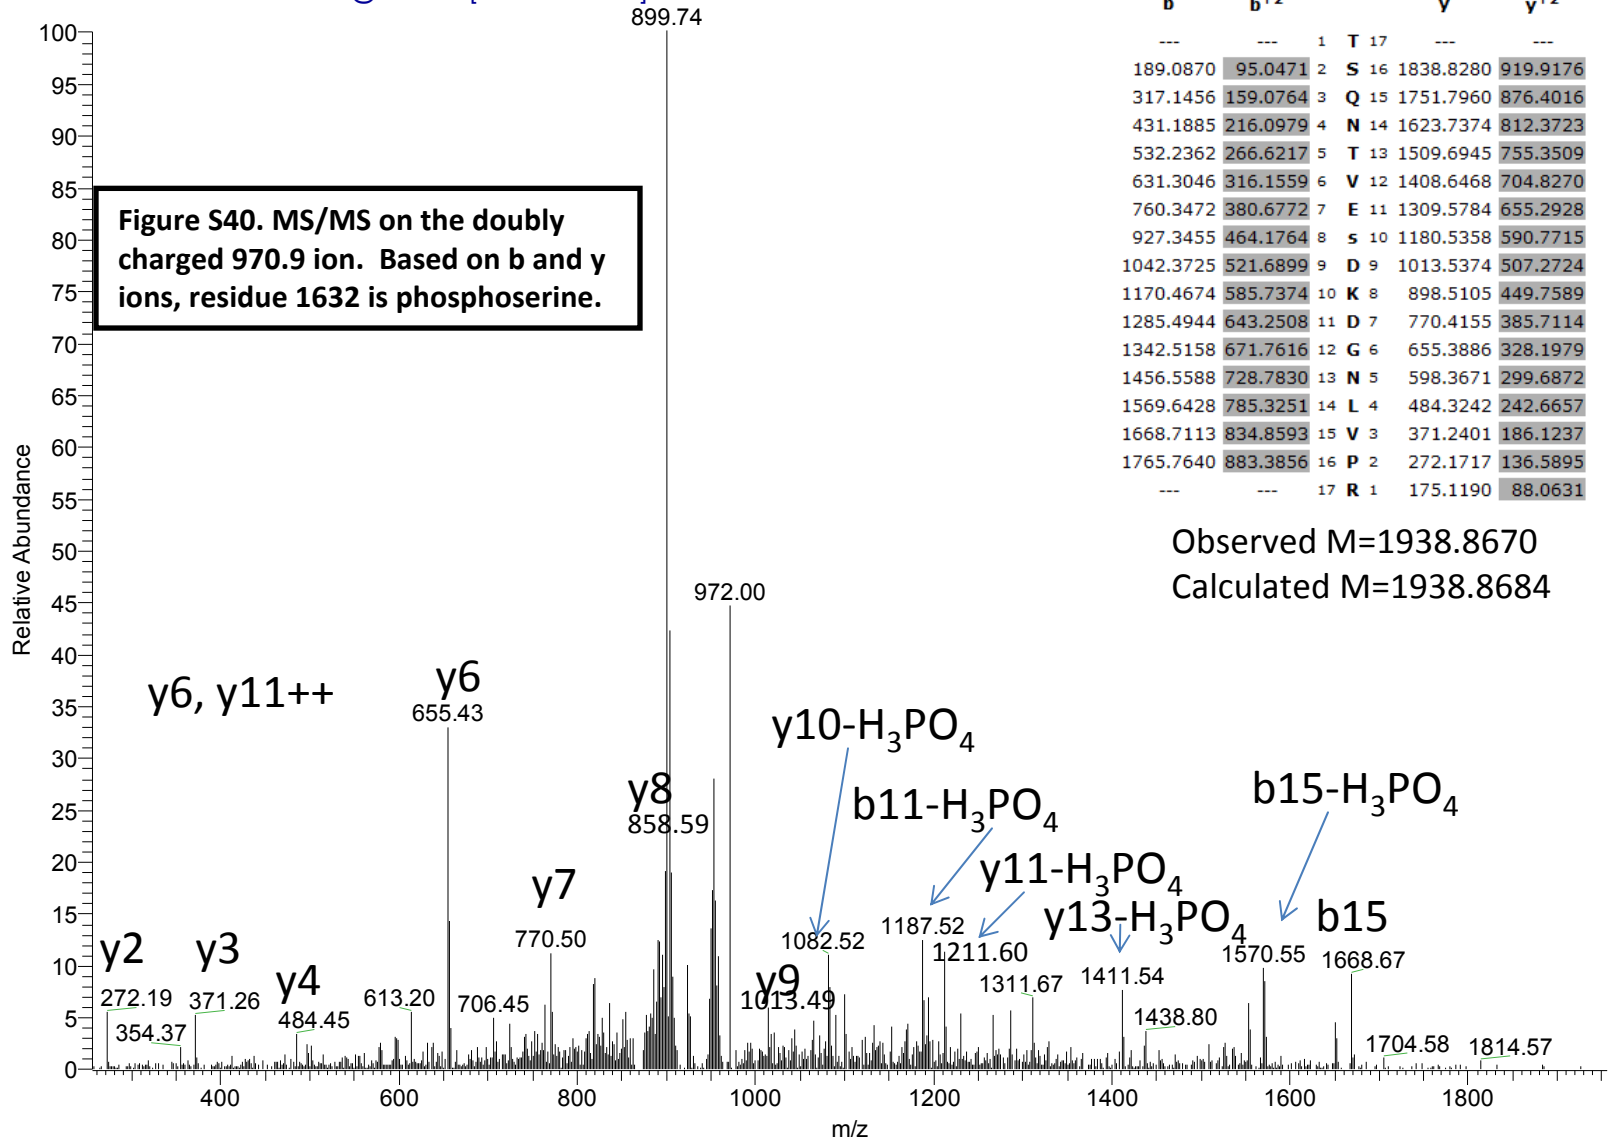 899.74
b b+2 y y+2
--- --- 1 T 17 --- ---
189.0870 95.0471 2 S 16 1838.8280 919.9176
317.1456 159.0764 3 Q 15 1751.7960 876.4016
431.1885 216.0979 4 N 14 1623.7374 812.3723
532.2362 266.6217 5 T 13 1509.6945 755.3509
631.3046 316.1559 6 V 12 1408.6468 704.8270
760.3472 380.6772 7 E 11 1309.5784 655.2928
927.3455 464.1764 8 s 10 1180.5358 590.7715
1042.3725 521.6899 9 D 9 1013.5374 507.2724
1170.4674 585.7374 10 K 8 898.5105 449.7589
1285.4944 643.2508 11 D 7 770.4155 385.7114
1342.5158 671.7616 12 G 6 655.3886 328.1979
1456.5588 728.7830 13 N 5 598.3671 299.6872
1569.6428 785.3251 14 L 4 484.3242 242.6657
1668.7113 834.8593 15 V 3 371.2401 186.1237
1765.7640 883.3856 16 P 2 272.1717 136.5895
--- --- 17 R 1 175.1190 88.0631
Observed M=1938.8670
Calculated M=1938.8684
Figure S40. MS/MS on the doubly
charged 970.9 ion. Based on b and y
ions, residue 1632 is phosphoserine.
Relative Abundance
100
95
90
85
80
75
70
65
60
55
50
45
40
35
30
25
20
15
10
5
0
972.00
y6, y11++
y6
655.43
y10-H3PO4
y8
858.59
b11-H3PO4
b15-H3PO4
y11-H3PO4
y7
y13-H3PO4
b15
1187.52
770.50
1082.52
1211.60
1570.55
1668.67
y2
y3
y4
y9
1411.54
272.19
371.26
613.20
706.45
1013.49
1311.67
354.37
484.45
1438.80
1704.58
1814.57
400 600 800 1000 1200 1400 1600 1800
m/z